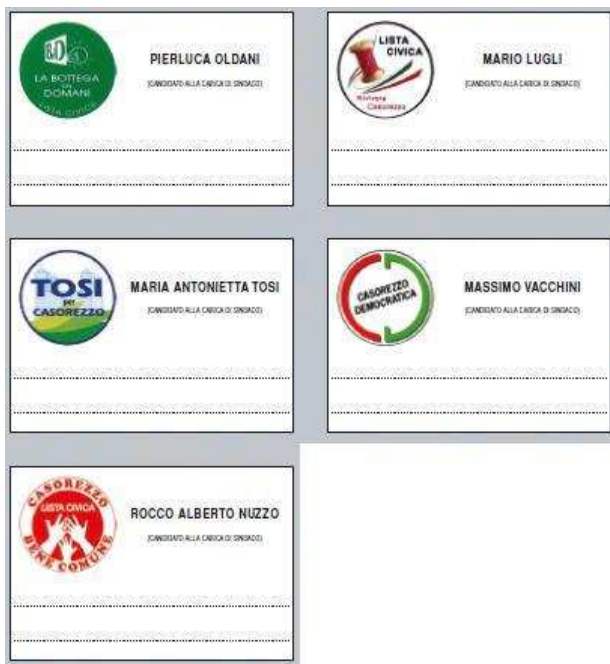 B&D
LA BOTTEGA
DEL
DOMANI
LISTA CIVICA
PIERLUCA OLDANI
(CANDIDATO ALLA CARICA DI SINDACO)
LISTA
CIVICA
Rivivere
Casorezzo
MARIO LUGLI
(CANDIDATO ALLA CARICA DI SINDACO)
TOSI
per
CASOREZZO
MARIA ANTONIETTA TOSI
(CANDIDATO ALLA CARICA DI SINDACO)
CASOREZZO
DEMOCRATICA
MASSIMO VACCHINI
(CANDIDATO ALLA CARICA DI SINDACO)
CASOREZZO
LISTA CIVICA
BENE COMUNE
ROCCO ALBERTO NUZZO
(CANDIDATO ALLA CARICA DI SINDACO)